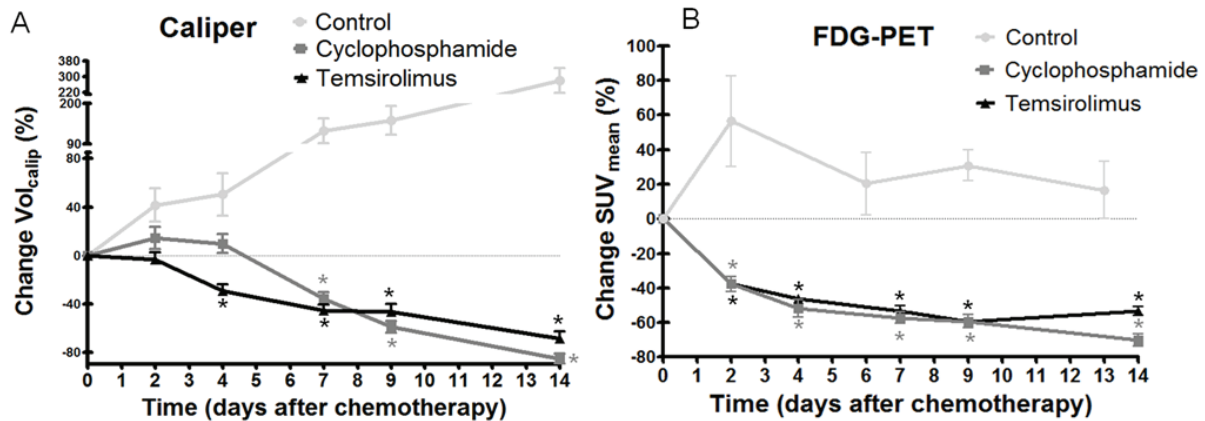 A
Caliper
Control
Cyclophosphamide
Temsirolimus
Change Vol calip (%)
380
300
220
200
90
80
40
0
-40
-80
* * * * * * * *
0 1 2 3 4 5 6 7 8 9 10 11 12 13 14
Time (days after chemotherapy)
B
FDG-PET
Control
Cyclophosphamide
Temsirolimus
Change SUV mean (%)
100
80
60
40
20
0
-20
-40
-60
-80
* * * * * * * * * *
0 1 2 3 4 5 6 7 8 9 10 11 12 13 14
Time (days after chemotherapy)